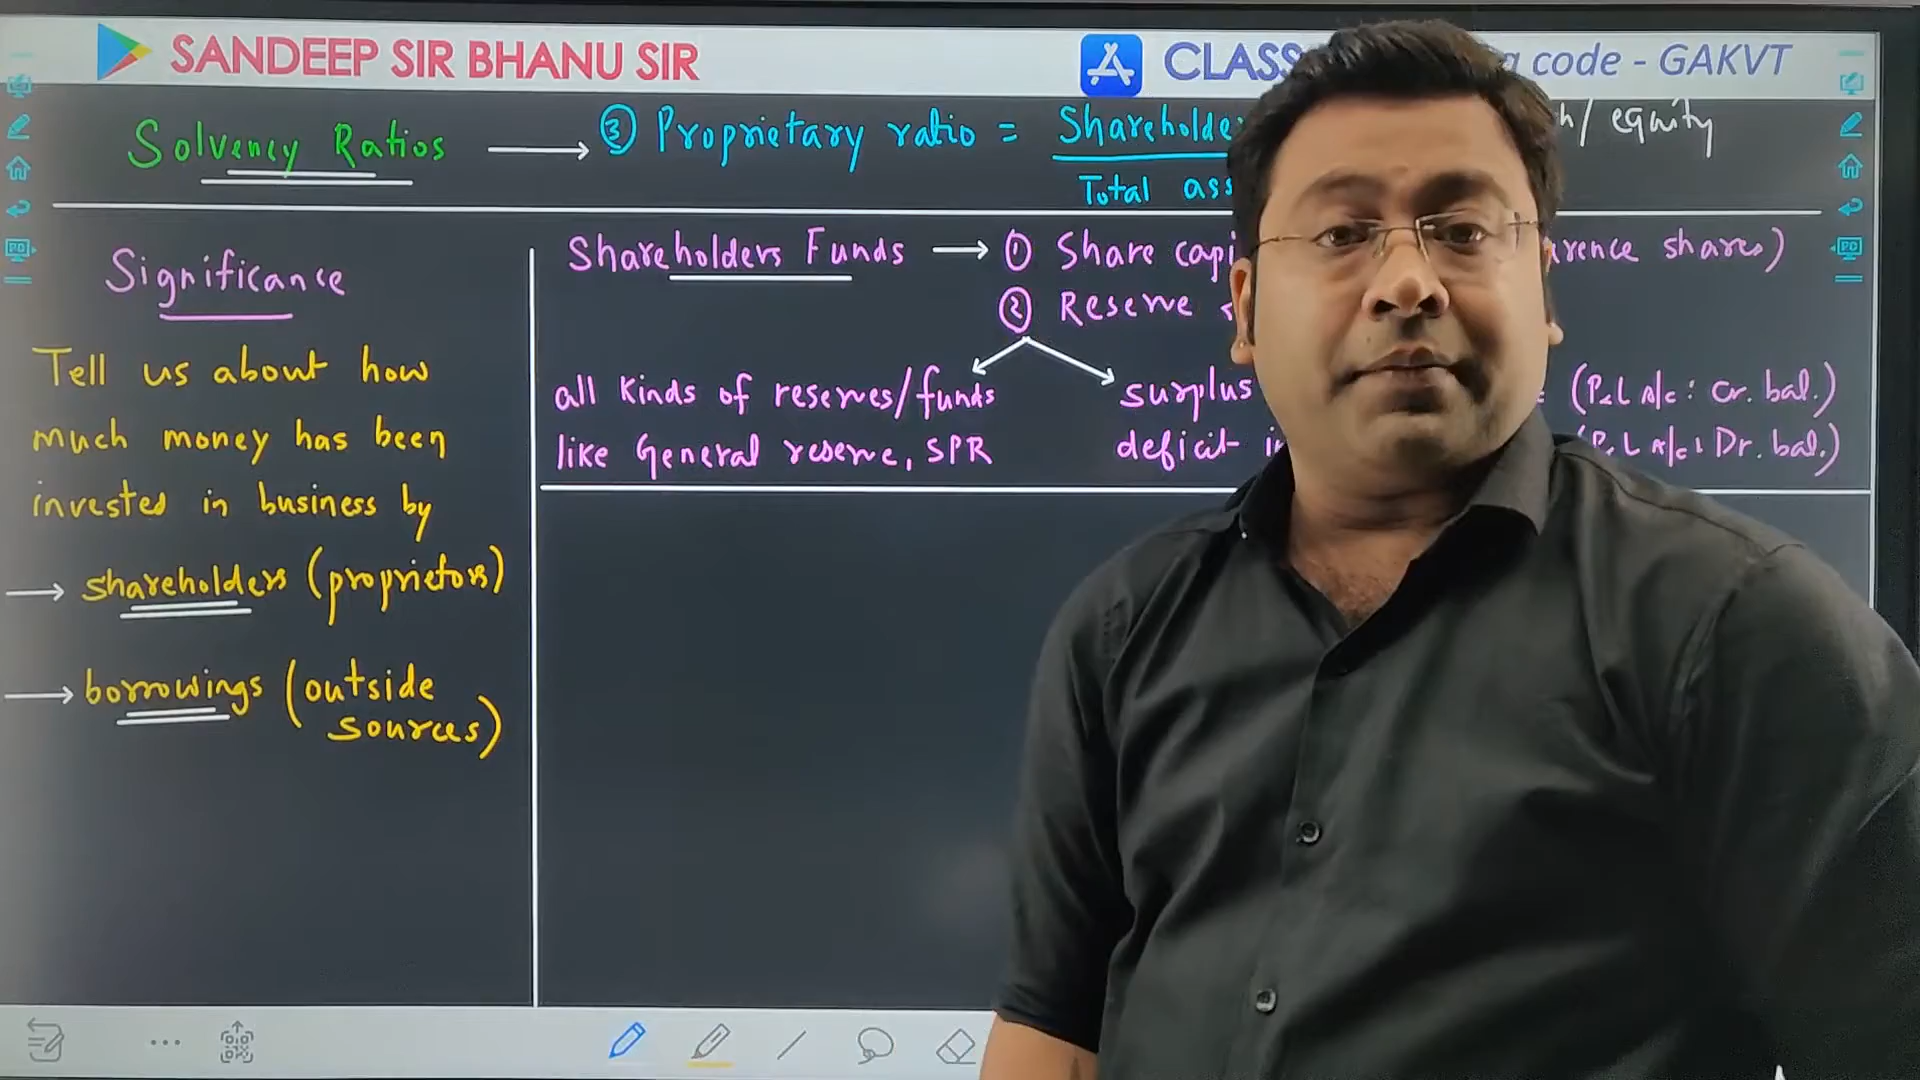 SANDEEP SIR BHANU SIR
CLASS code - GAKVT
Solvency Ratios → ③ Proprietary ratio = Shareholde / equity
Total ass
Significance
Tell us about how
much money has been
invested in business by
→ shareholders (proprietors)
→ borrowings (outside
sources)
Shareholders Funds → ① Share capi rence shares)
② Reserve
all kinds of reserves/funds
like General reserve, SPR
surplus (P&L A/c : Cr. bal.)
deficit in (P&L A/c : Dr. bal.)